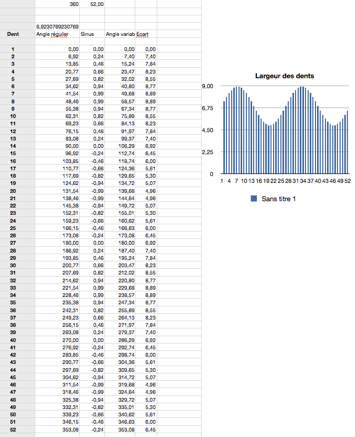 360 52,00
6,9230769230769
Dent Angle régulier Sinus Angle variab Ecart
1 0,00 0,00 0,00 0,00
2 6,92 0,24 7,40 7,40
3 13,85 0,46 15,24 7,84
4 20,77 0,66 23,47 8,23
5 27,69 0,82 32,02 8,55
6 34,62 0,94 40,80 8,77
7 41,54 0,99 49,68 8,89
8 48,46 0,99 58,57 8,89
9 55,38 0,94 67,34 8,77
10 62,31 0,82 75,89 8,55
11 69,23 0,66 84,13 8,23
12 76,15 0,46 91,97 7,84
13 83,08 0,24 99,37 7,40
14 90,00 0,00 106,29 6,92
15 96,92 -0,24 112,74 6,45
16 103,85 -0,46 118,74 6,00
17 110,77 -0,66 124,36 5,61
18 117,69 -0,82 129,65 5,30
19 124,62 -0,94 134,72 5,07
20 131,54 -0,99 139,68 4,96
21 138,46 -0,99 144,64 4,96
22 145,38 -0,94 149,72 5,07
23 152,31 -0,82 155,01 5,30
24 159,23 -0,66 160,62 5,61
25 166,15 -0,46 166,63 6,00
26 173,08 -0,24 173,08 6,45
27 180,00 0,00 180,00 6,92
28 186,92 0,24 187,40 7,40
29 193,85 0,46 195,24 7,84
30 200,77 0,66 203,47 8,23
31 207,69 0,82 212,02 8,55
32 214,62 0,94 220,80 8,77
33 221,54 0,99 229,68 8,89
34 228,46 0,99 238,57 8,89
35 235,38 0,94 247,34 8,77
36 242,31 0,82 255,89 8,55
37 249,23 0,66 264,13 8,23
38 256,15 0,46 271,97 7,84
39 263,08 0,24 279,37 7,40
40 270,00 0,00 286,29 6,92
41 276,92 -0,24 292,74 6,45
42 283,85 -0,46 298,74 6,00
43 290,77 -0,66 304,36 5,61
44 297,69 -0,82 309,65 5,30
45 304,62 -0,94 314,72 5,07
46 311,54 -0,99 319,68 4,96
47 318,46 -0,99 324,64 4,96
48 325,38 -0,94 329,72 5,07
49 332,31 -0,82 335,01 5,30
50 339,23 -0,66 340,62 5,61
51 346,15 -0,46 346,63 6,00
52 353,08 -0,24 353,08 6,45
Largeur des dents
9,00
6,75
4,50
2,25
0
1 4 7 10 13 16 19 22 25 28 31 34 37 40 43 46 49 52
Sans titre 1